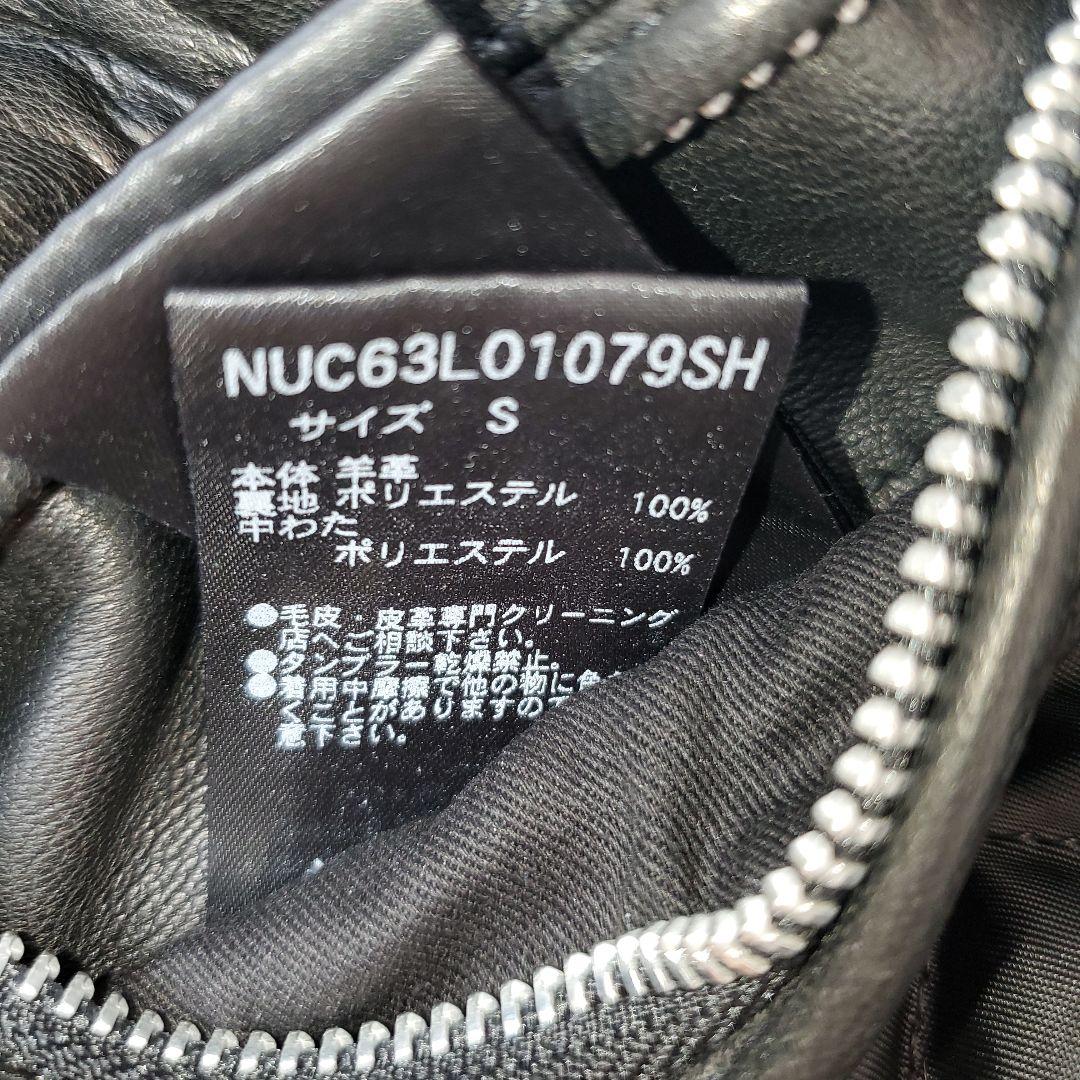 NUC63L01079SH
サイズ S
本体 羊革
裏地 ポリエステル 100%
中わた
ポリエステル 100%
●毛皮・皮革専門クリーニング
店へご相談下さい。
●タンブラー乾燥禁止。
●着用中摩擦で他の物に色
くことがありますので
意下さい。